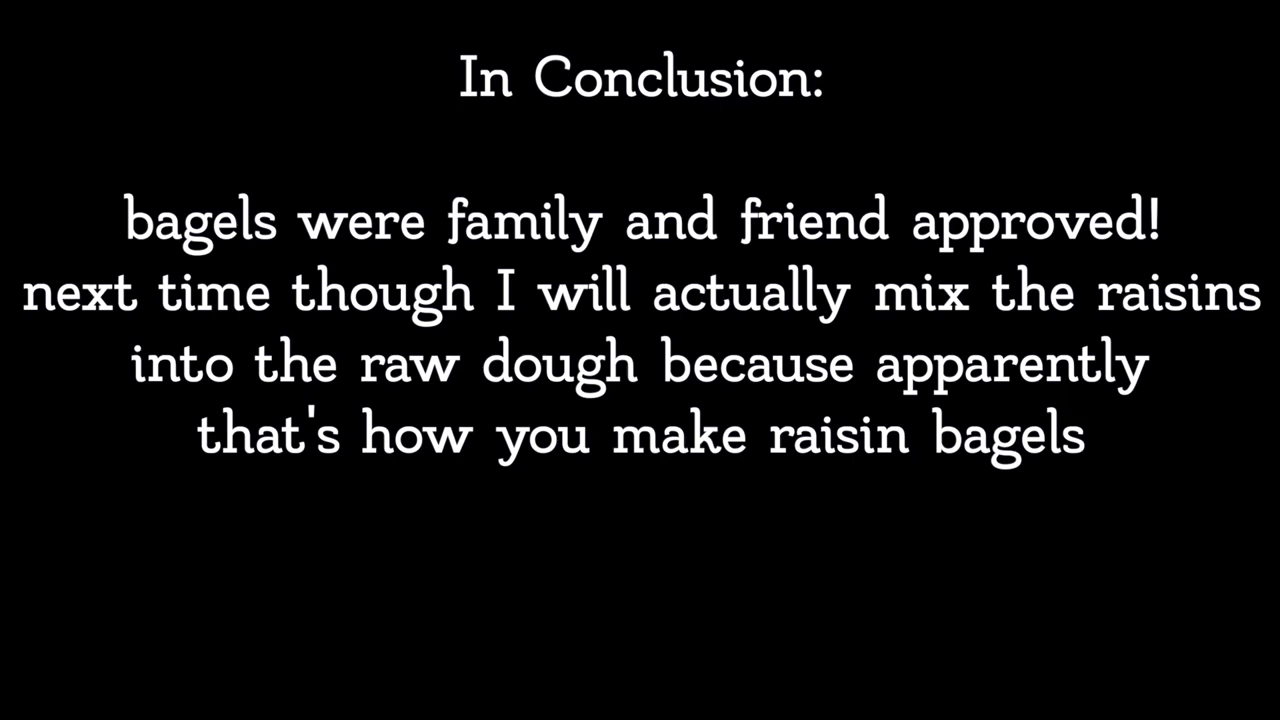 In Conclusion:
bagels were family and friend approved!
next time though I will actually mix the raisins
into the raw dough because apparently
that's how you make raisin bagels